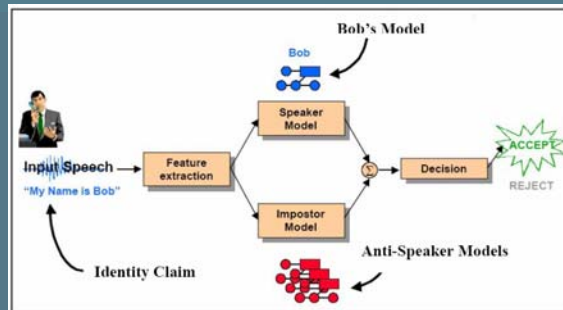 Bob's Model
Bob
Speaker
Model
Input Speech
Feature
extraction
Σ
Decision
ACCEPT
REJECT
"My Name is Bob"
Impostor
Model
Identity Claim
Anti-Speaker Models